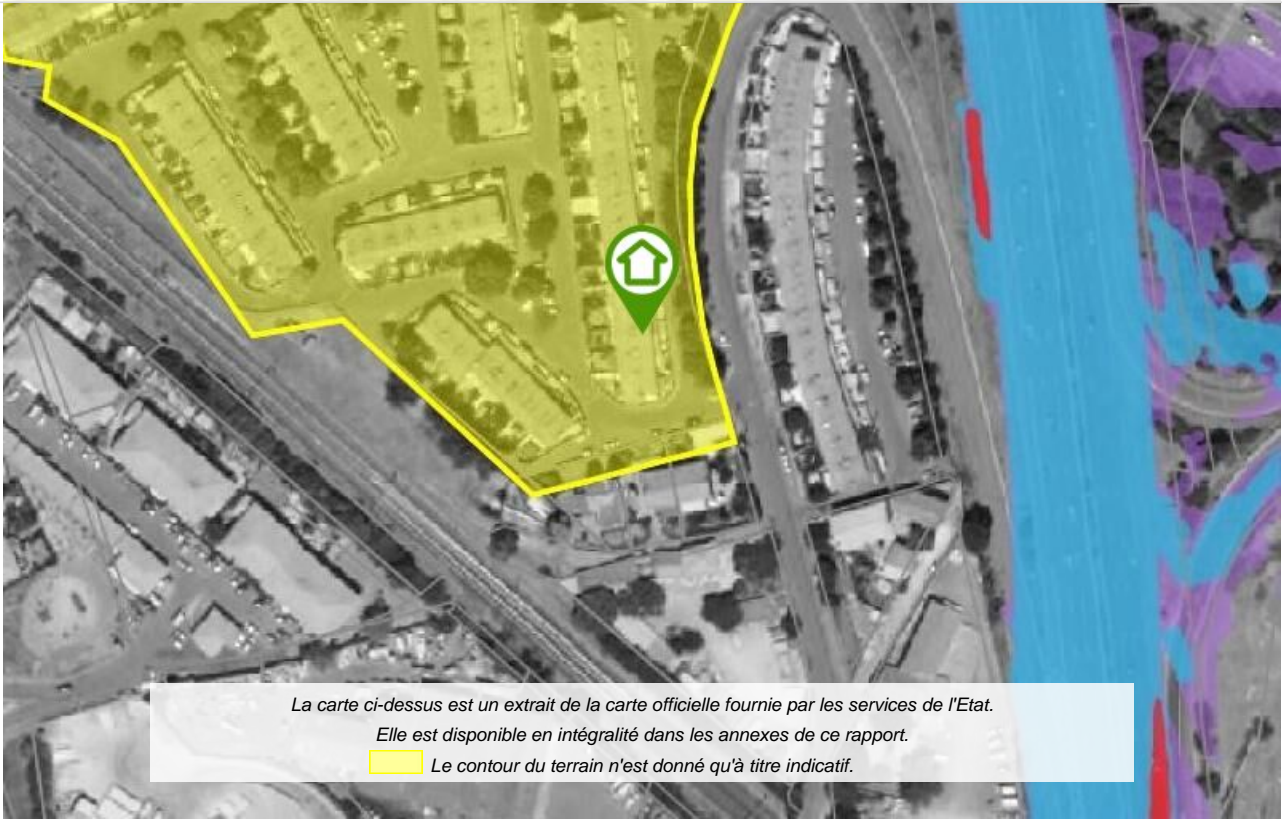 La carte ci-dessus est un extrait de la carte officielle fournie par les services de l'Etat.
Elle est disponible en intégralité dans les annexes de ce rapport.
Le contour du terrain n'est donné qu'à titre indicatif.